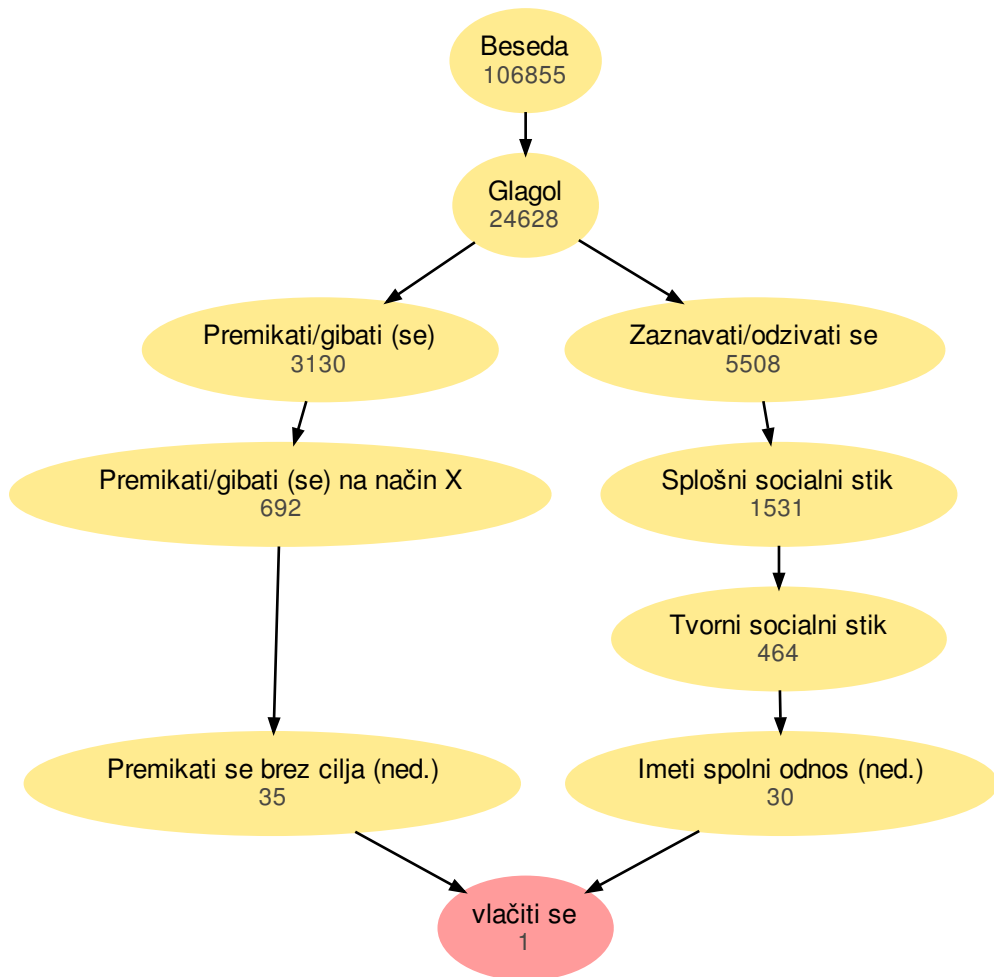 Beseda
106855
Glagol
24628
Premikati/gibati (se)
3130
Zaznavati/odzivati se
5508
Premikati/gibati (se) na način X
692
Splošni socialni stik
1531
Tvorni socialni stik
464
Premikati se brez cilja (ned.)
35
Imeti spolni odnos (ned.)
30
vlačiti se
1